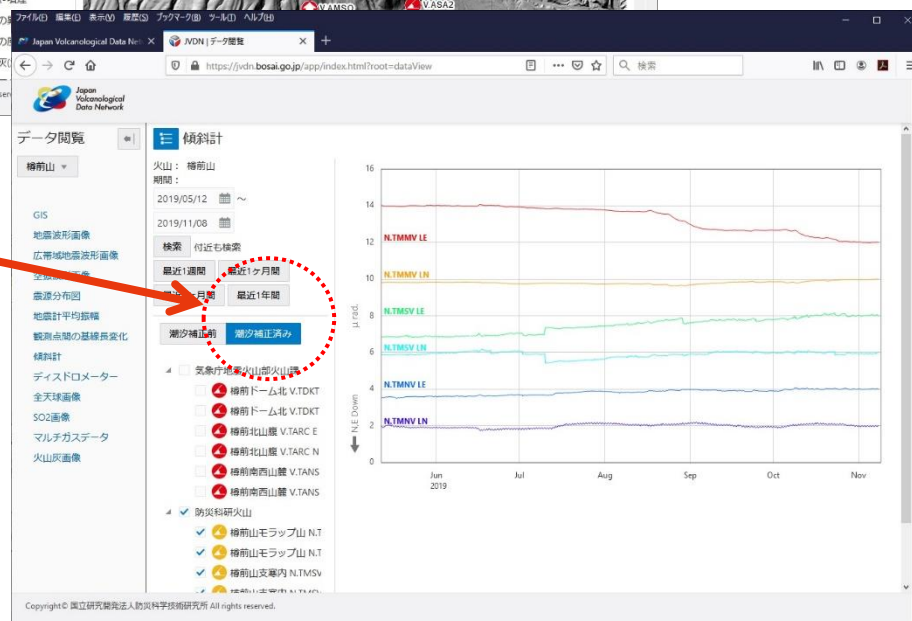 V.AMSO
V.ASA2
ファイル(F) 編集(E) 表示(V) 履歴(S) ブックマーク(B) ツール(T) ヘルプ(H)
Japan Volcanological Data Net
JVDN | データ閲覧
https://jvdn.bosai.go.jp/app/index.html?root=dataView
検索
Japan
Volcanological
Data Network
データ閲覧
樽前山
GIS
地震波形画像
広帯域地震波形画像
震源分布図
地震計平均振幅
観測点間の基線長変化
傾斜計
ディスドロメーター
全天球画像
SO2画像
マルチガスデータ
火山灰画像
傾斜計
火山： 樽前山
期間：
2019/05/12 ～
2019/11/08
検索 付近も検索
最近1週間 最近1ヶ月間
月間 最近1年間
潮汐補正前 潮汐補正済み
気象庁地震火山部火山課
樽前ドーム北 V.TDKT
樽前ドーム北 V.TDKT
樽前北山腹 V.TARC E
樽前北山腹 V.TARC N
樽前南西山麓 V.TANS
樽前南西山麓 V.TANS
防災科研火山
樽前山モラップ山 N.T
樽前山モラップ山 N.T
樽前山支寒内 N.TMSV
16
14
12
10
8
6
4
2
0
μ rad.
N,E Down
N.TMMV LE
N.TMMV LN
N.TMSV LE
N.TMSV LN
N.TMNV LE
N.TMNV LN
Jun
2019
Jul
Aug
Sep
Oct
Nov
Copyright© 国立研究開発法人防災科学技術研究所 All rights reserved.